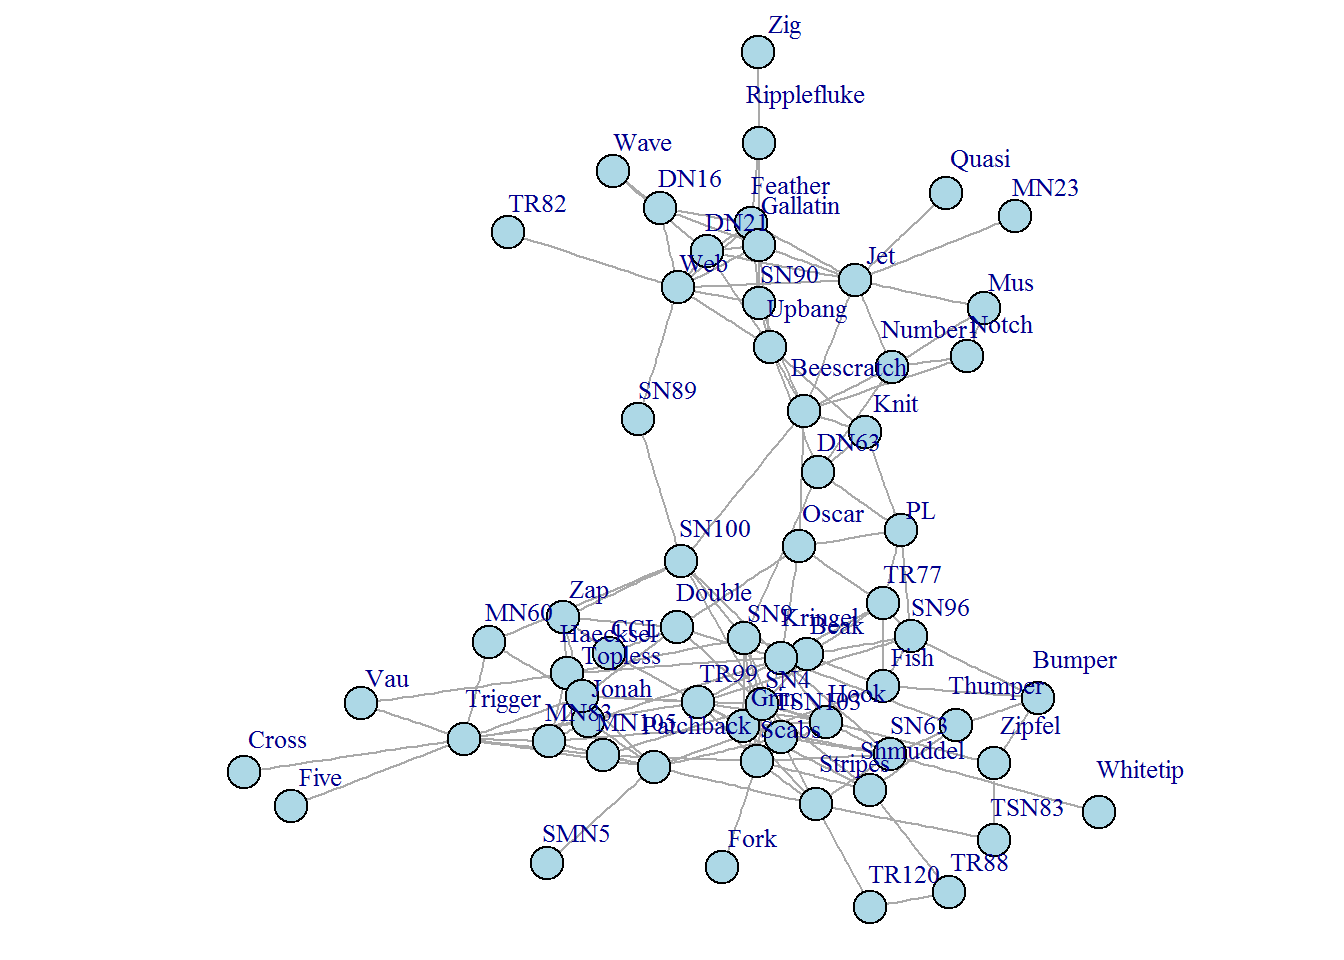 Zig
Ripplefluke
Wave
Quasi
DN16
Feather
MN23
TR82
Gallatin
DN21
Web
Jet
SN90
Mus
Upbang
Number1
Notch
Beescratch
SN89
Knit
DN63
Oscar
PL
SN100
TR77
Zap
Double
SN96
MN60
SN9
Kringel
CCL
Beak
Haecksel
Topless
Fish
Bumper
Vau
TR99
SN4
Thumper
Jonah
Hook
Trigger
Grin
TSN103
MN83
MN105
Patchback
Scabs
SN63
Zipfel
Cross
Shmuddel
Five
Stripes
Whitetip
TSN83
SMN5
Fork
TR88
TR120